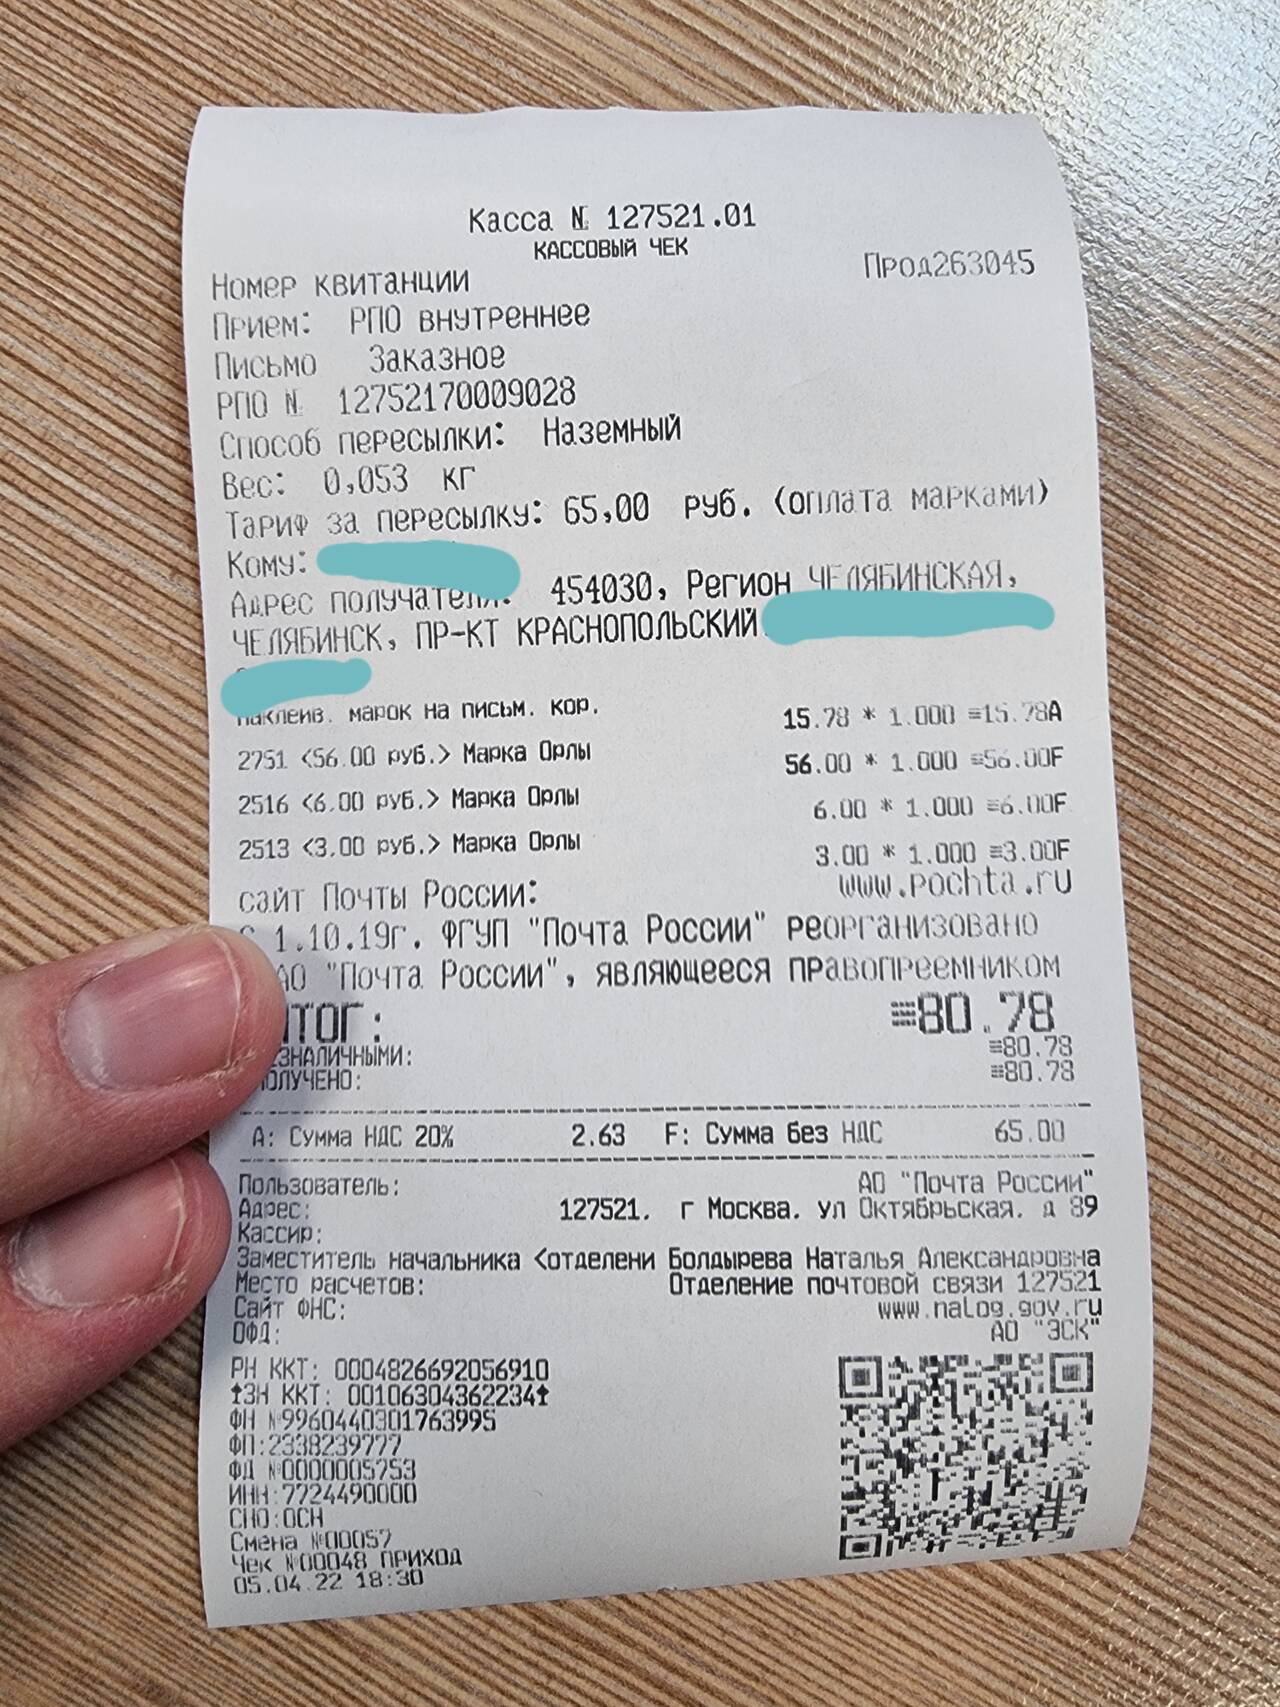 Касса № 127521.01
КАССОВЫЙ ЧЕК
Номер квитанции Прод263045
Прием: РПО внутреннее
Письмо Заказное
РПО № 12752170009028
Способ пересылки: Наземный
Вес: 0,053 кг
Тариф за пересылку: 65,00 руб. (оплата марками)
Кому:
Адрес получателя: 454030, Регион ЧЕЛЯБИНСКАЯ,
ЧЕЛЯБИНСК, ПР-КТ КРАСНОПОЛЬСКИЙ
Наклеив. марок на письм. кор. 15.78 * 1.000 ≡15.78А
2751 <56.00 руб.> Марка Орлы 56.00 * 1.000 ≡56.00F
2516 <6.00 руб.> Марка Орлы 6.00 * 1.000 ≡6.00F
2513 <3.00 руб.> Марка Орлы 3.00 * 1.000 ≡3.00F
сайт Почты России: www.pochta.ru
С 1.10.19г. ФГУП "Почта России" реорганизовано
АО "Почта России", являющееся правопреемником
ИТОГ: ≡80.78
БЕЗНАЛИЧНЫМИ: ≡80.78
ПОЛУЧЕНО: ≡80.78
А: Сумма НДС 20% 2.63 F: Сумма без НДС 65.00
Пользователь: АО "Почта России"
Адрес: 127521. г Москва. ул Октябрьская. д 89
Кассир:
Заместитель начальника <отделени Болдырева Наталья Александровна
Место расчетов: Отделение почтовой связи 127521
Сайт ФНС: www.nalog.gov.ru
ОФД: АО "ЭСК"
РН ККТ: 0004826692056910
↑ЗН ККТ: 00106304362234↑
ФН №9960440301763995
ФП:2338239777
ФД №0000005753
ИНН:7724490000
СНО:ОСН
Смена №00057
Чек №00048 ПРИХОД
05.04.22 18:30